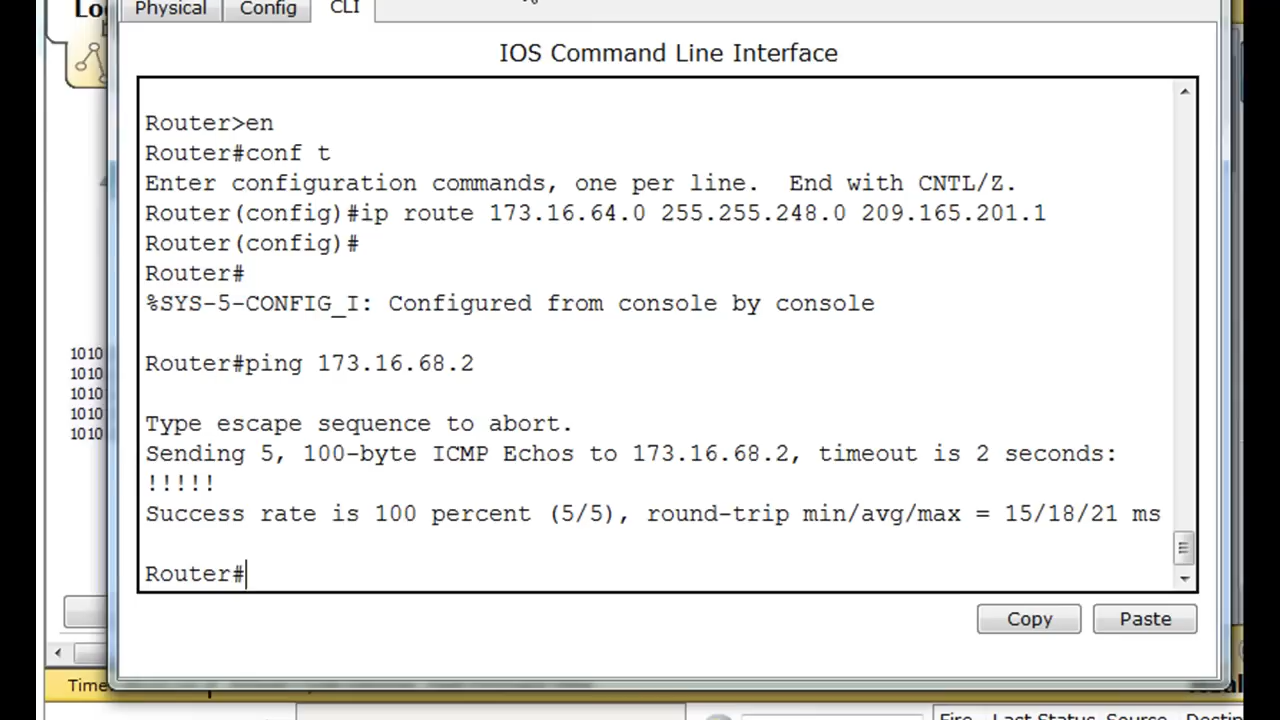 Physical Config CLI
IOS Command Line Interface
Router>en
Router#conf t
Enter configuration commands, one per line.  End with CNTL/Z.
Router(config)#ip route 173.16.64.0 255.255.248.0 209.165.201.1
Router(config)#
Router#
%SYS-5-CONFIG_I: Configured from console by console
Router#ping 173.16.68.2
Type escape sequence to abort.
Sending 5, 100-byte ICMP Echos to 173.16.68.2, timeout is 2 seconds:
!!!!!
Success rate is 100 percent (5/5), round-trip min/avg/max = 15/18/21 ms
Router#
Copy Paste
1010
1010
1010
1010
1010
Time
Fire Last Status Source Destin